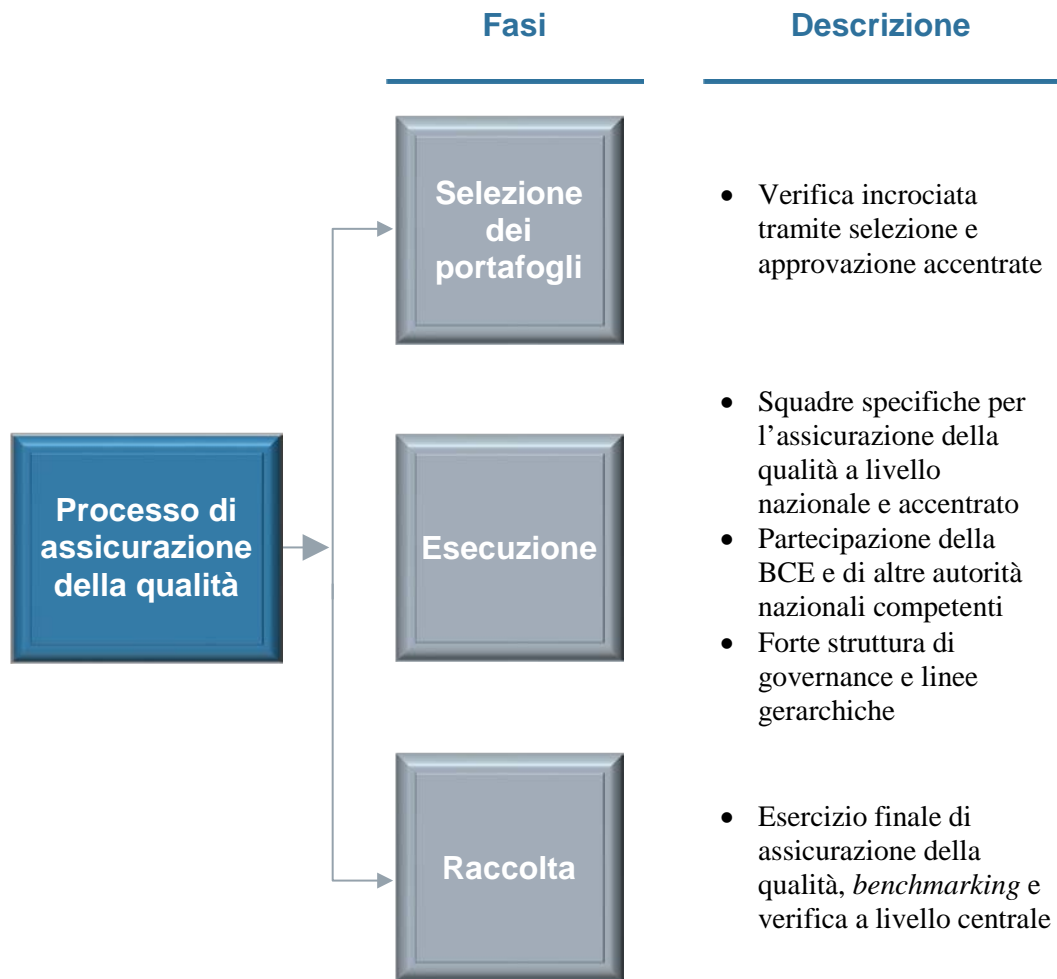 Fasi
Descrizione
Selezione
dei
portafogli
• Verifica incrociata
tramite selezione e
approvazione accentrate
Processo di
assicurazione
della qualità
Esecuzione
• Squadre specifiche per
l’assicurazione della
qualità a livello
nazionale e accentrato
• Partecipazione della
BCE e di altre autorità
nazionali competenti
• Forte struttura di
governance e linee
gerarchiche
Raccolta
• Esercizio finale di
assicurazione della
qualità, benchmarking e
verifica a livello centrale